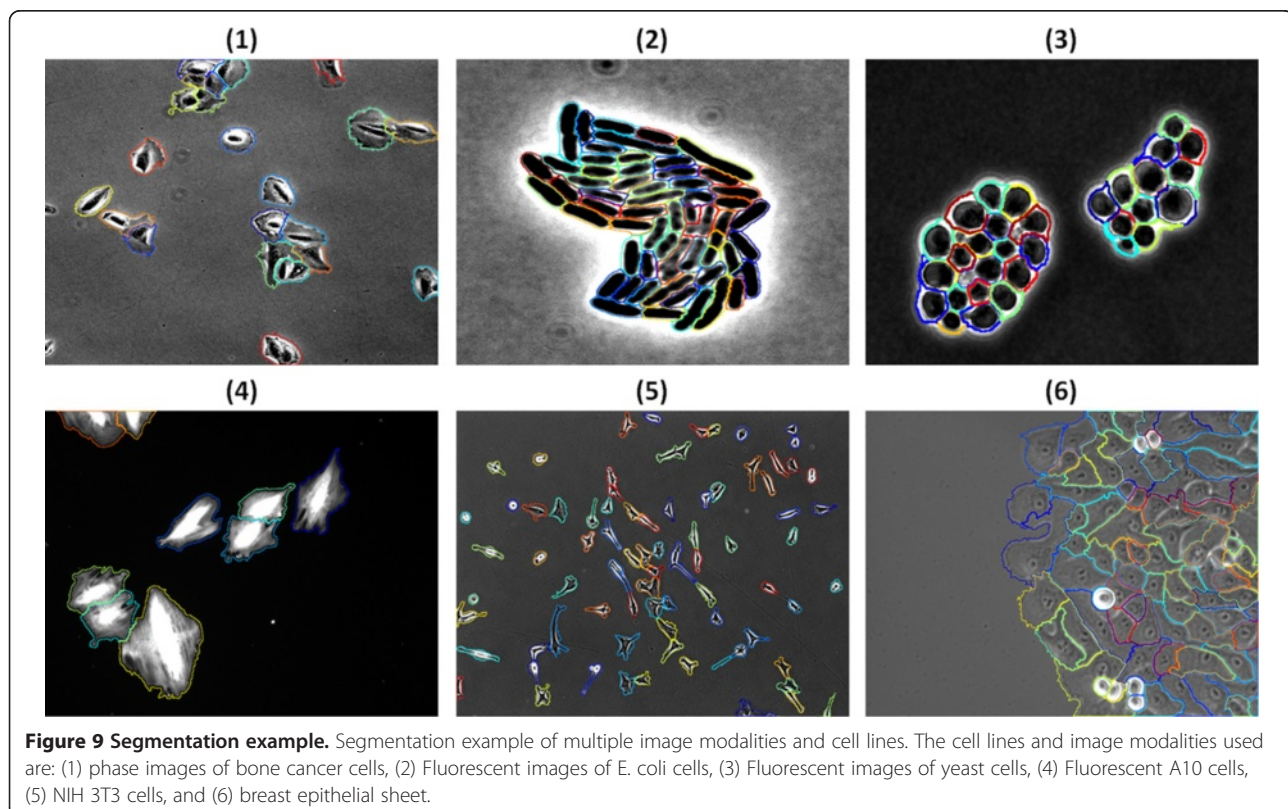 (1) (2) (3)
(4) (5) (6)
Figure 9 Segmentation example. Segmentation example of multiple image modalities and cell lines. The cell lines and image modalities used
are: (1) phase images of bone cancer cells, (2) Fluorescent images of E. coli cells, (3) Fluorescent images of yeast cells, (4) Fluorescent A10 cells,
(5) NIH 3T3 cells, and (6) breast epithelial sheet.